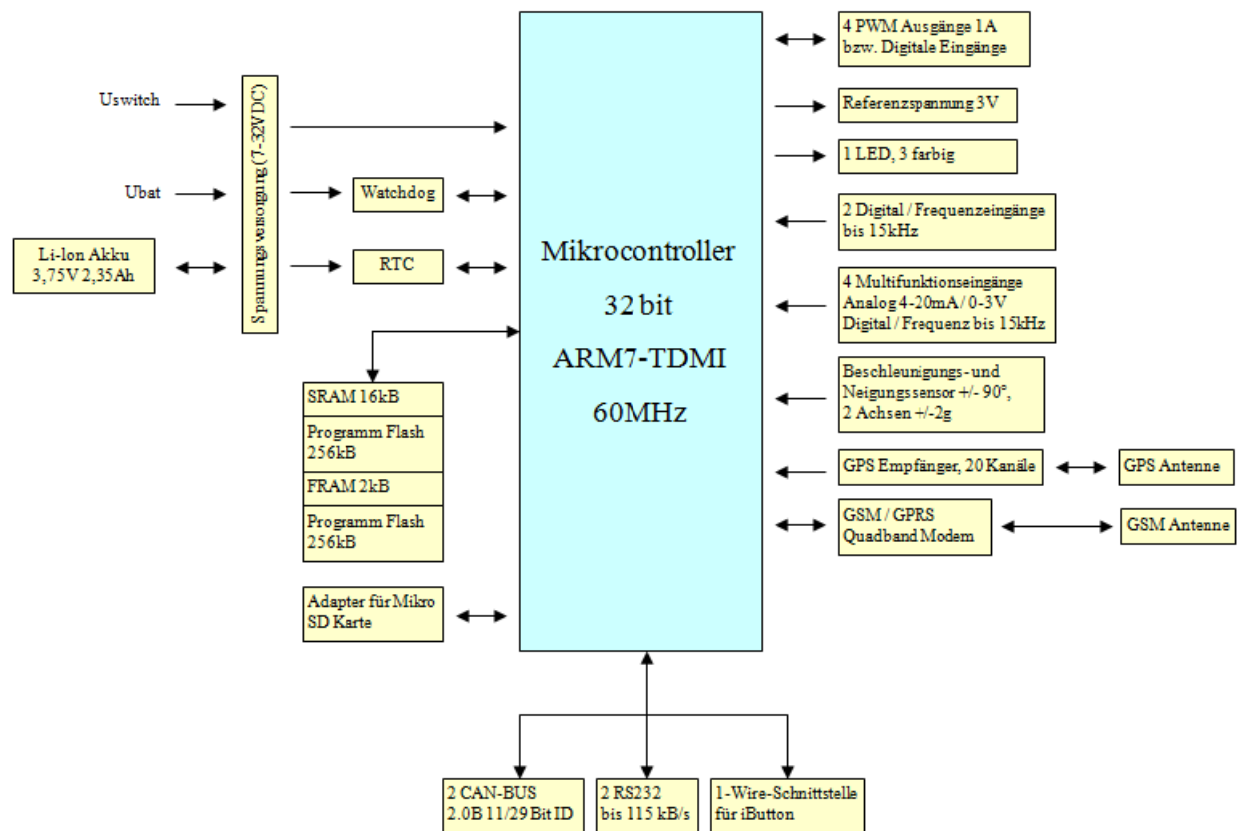 Uswitch
Ubat
Li-Ion Akku
3,75V 2,35Ah
Spannungsversorgung (7-32VDC)
Watchdog
RTC
SRAM 16kB
Programm Flash
256kB
FRAM 2kB
Programm Flash
256kB
Adapter für Mikro
SD Karte
Mikrocontroller
32 bit
ARM7-TDMI
60MHz
4 PWM Ausgänge 1A
bzw. Digitale Eingänge
Referenzspannung 3V
1 LED, 3 farbig
2 Digital / Frequenzeingänge
bis 15kHz
4 Multifunktionseingänge
Analog 4-20mA / 0-3V
Digital / Frequenz bis 15kHz
Beschleunigungs- und
Neigungssensor +/- 90°,
2 Achsen +/-2g
GPS Empfänger, 20 Kanäle
GPS Antenne
GSM / GPRS
Quadband Modem
GSM Antenne
2 CAN-BUS
2.0B 11/29 Bit ID
2 RS232
bis 115 kB/s
1-Wire-Schnittstelle
für iButton